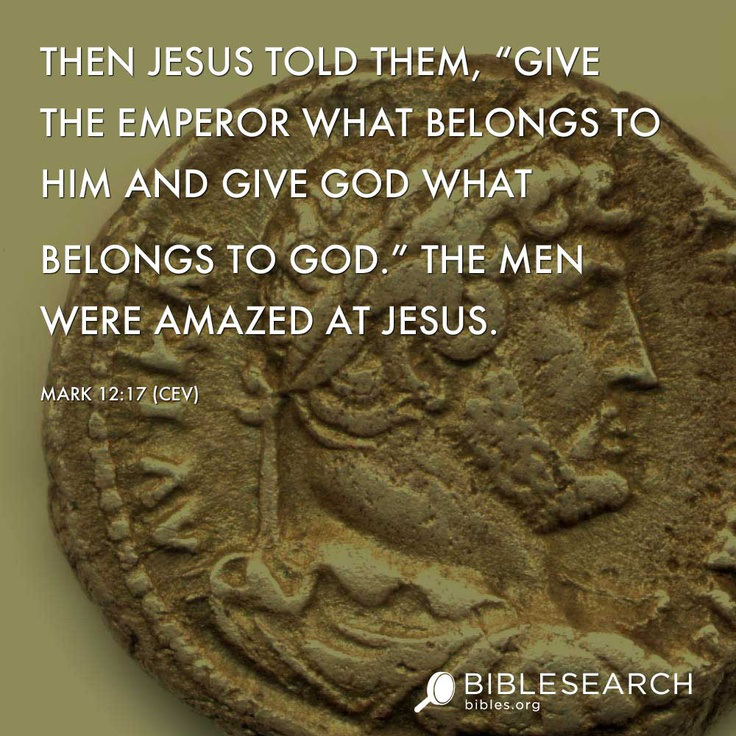 THEN JESUS TOLD THEM, “GIVE
THE EMPEROR WHAT BELONGS TO
HIM AND GIVE GOD WHAT
BELONGS TO GOD.” THE MEN
WERE AMAZED AT JESUS.
MARK 12:17 (CEV)
BIBLESEARCH
bibles.org